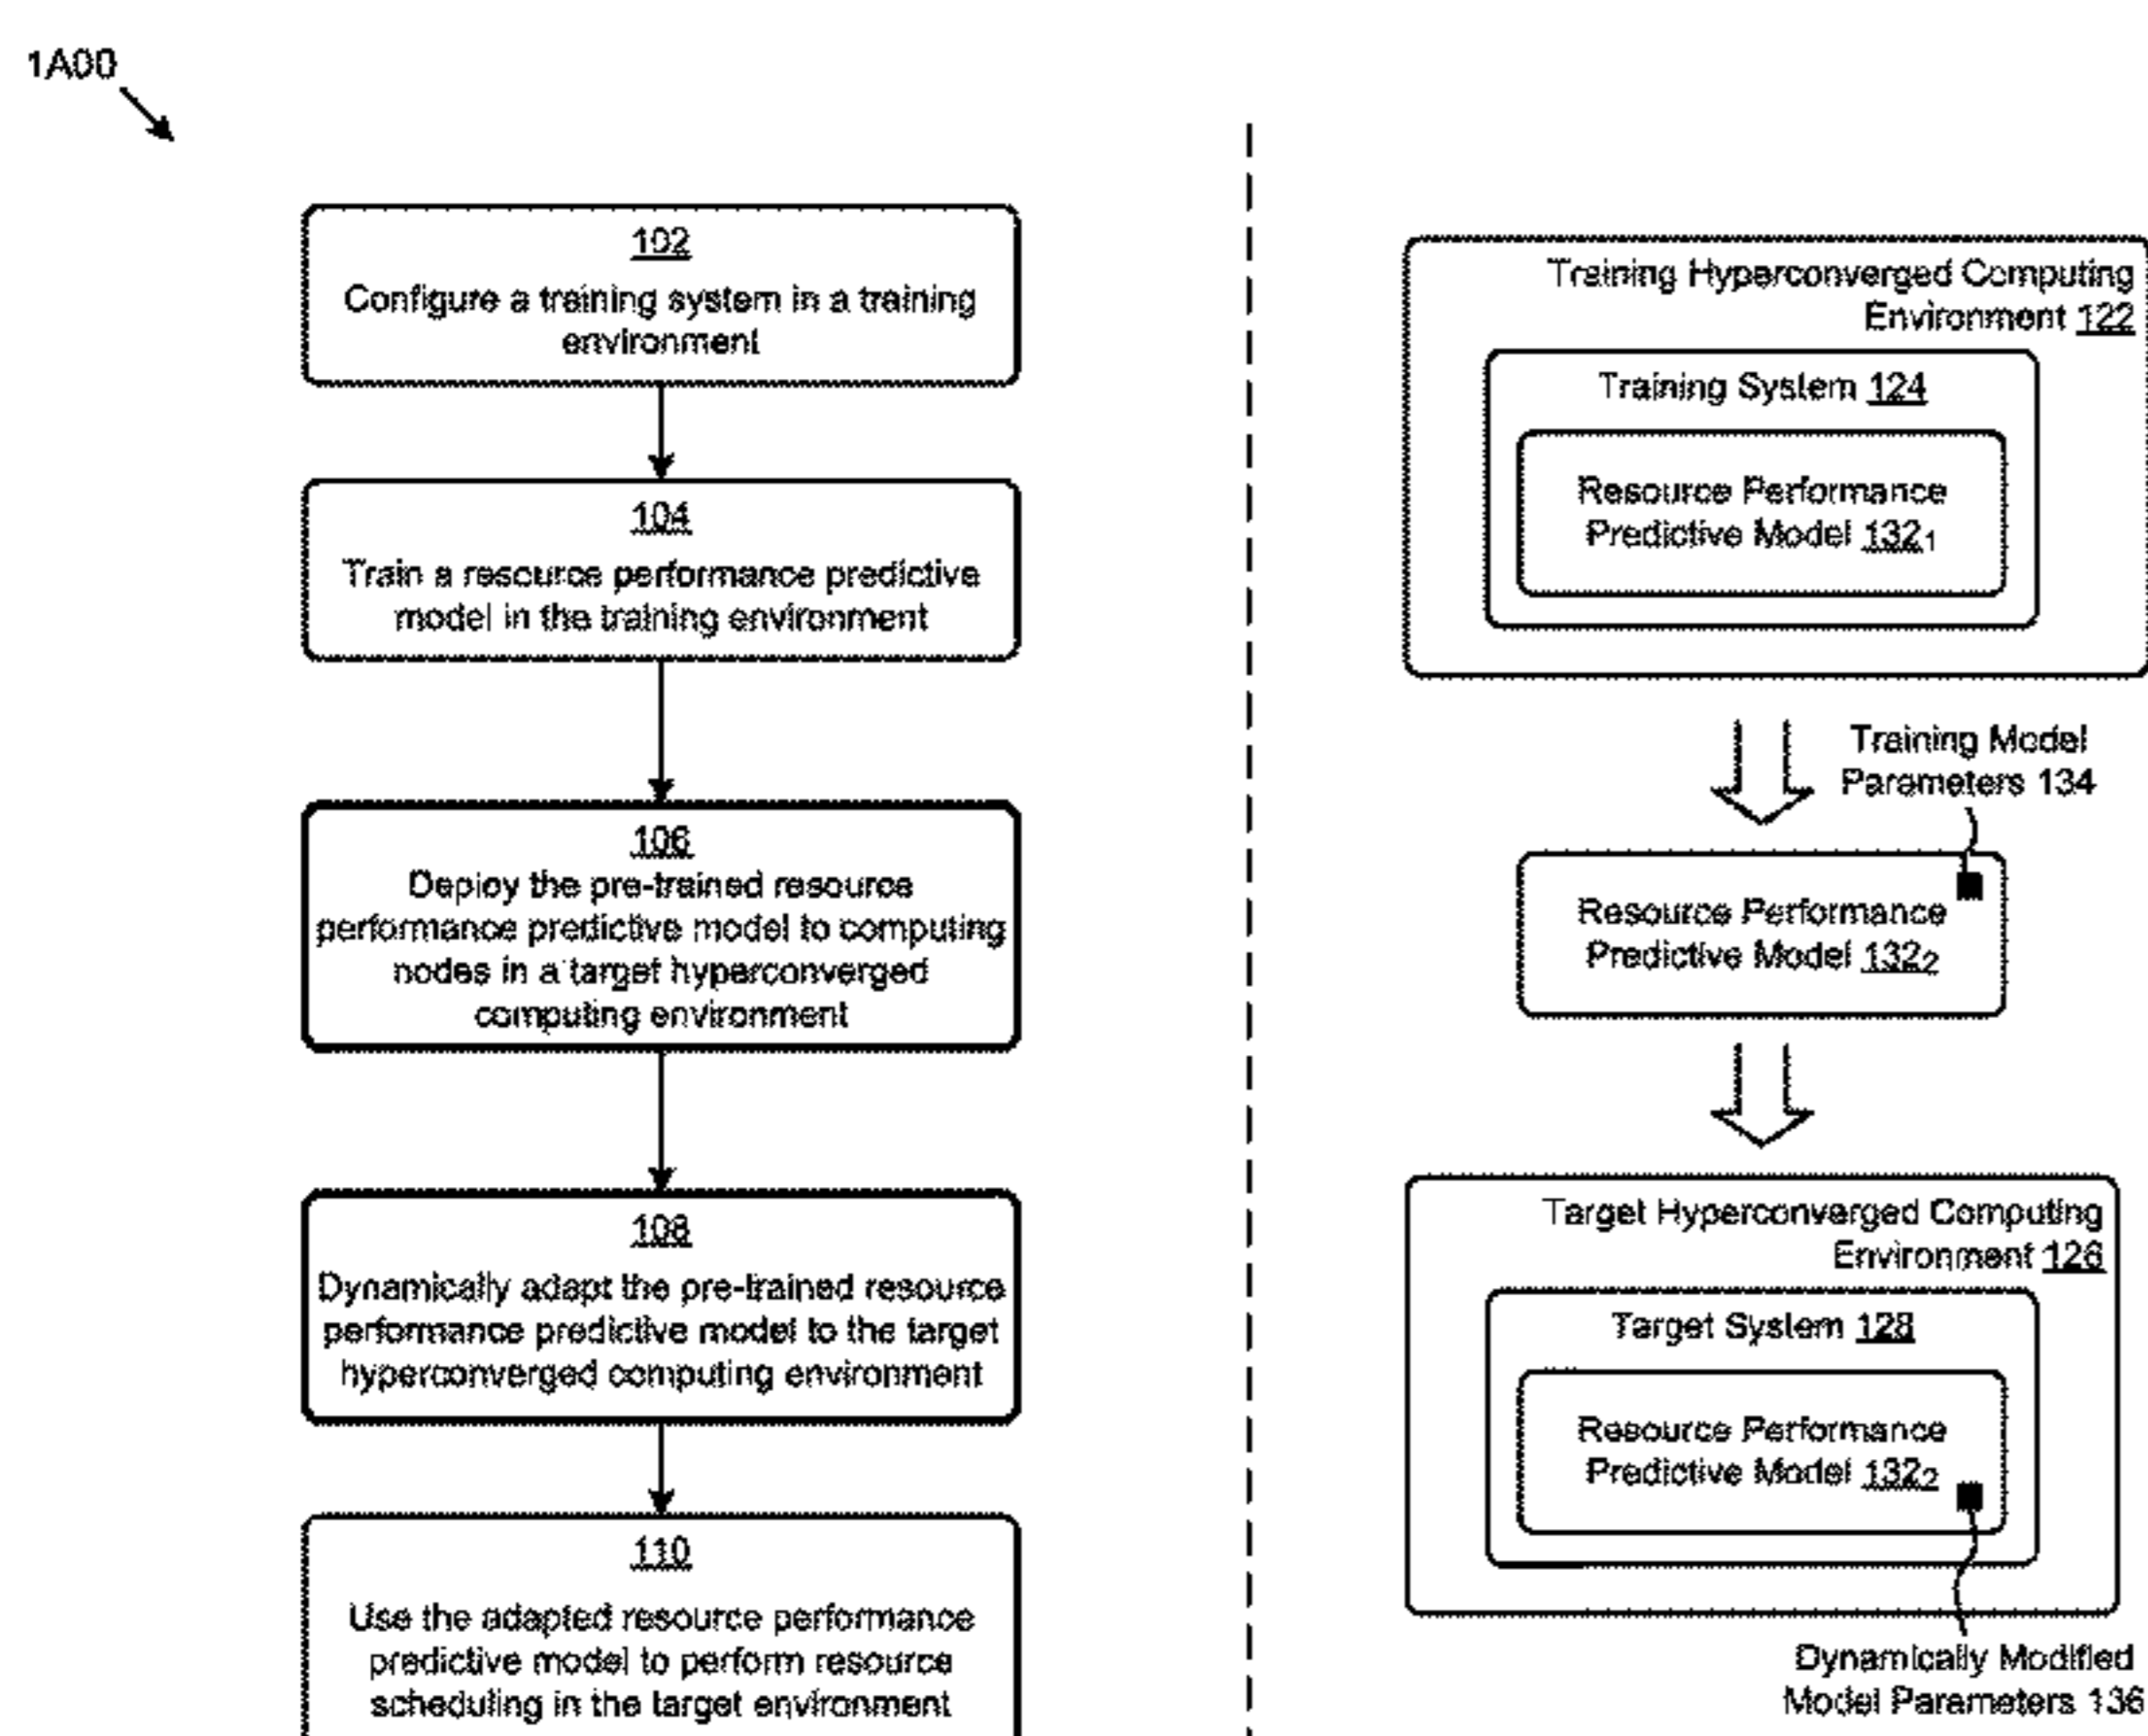 1A00
102
Configure a training system in a training
environment
104
Train a resource performance predictive
model in the training environment
106
Deploy the pre-trained resource
performance predictive model to computing
nodes in a target hyperconverged
computing environment
108
Dynamically adapt the pre-trained resource
performance predictive model to the target
hyperconverged computing environment
110
Use the adapted resource performance
predictive model to perform resource
scheduling in the target environment
Training Hyperconverged Computing
Environment 122
Training System 124
Resource Performance
Predictive Model 132₁
Training Model
Parameters 134
Resource Performance
Predictive Model 132₂
Target Hyperconverged Computing
Environment 126
Target System 128
Resource Performance
Predictive Model 132₂
Dynamically Modified
Model Parameters 136